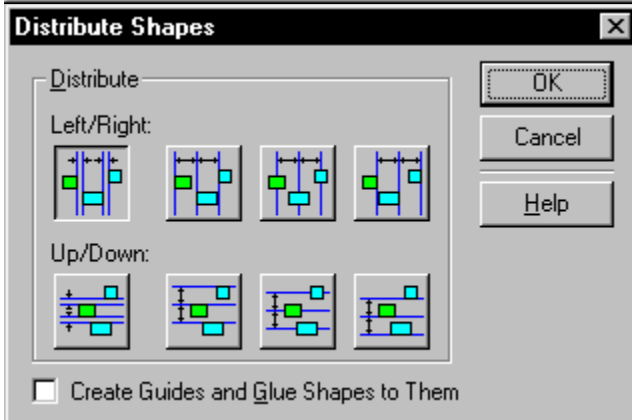 Distribute Shapes
Distribute
OK
Left/Right:
Cancel
Help
Up/Down:
Create Guides and Glue Shapes to Them